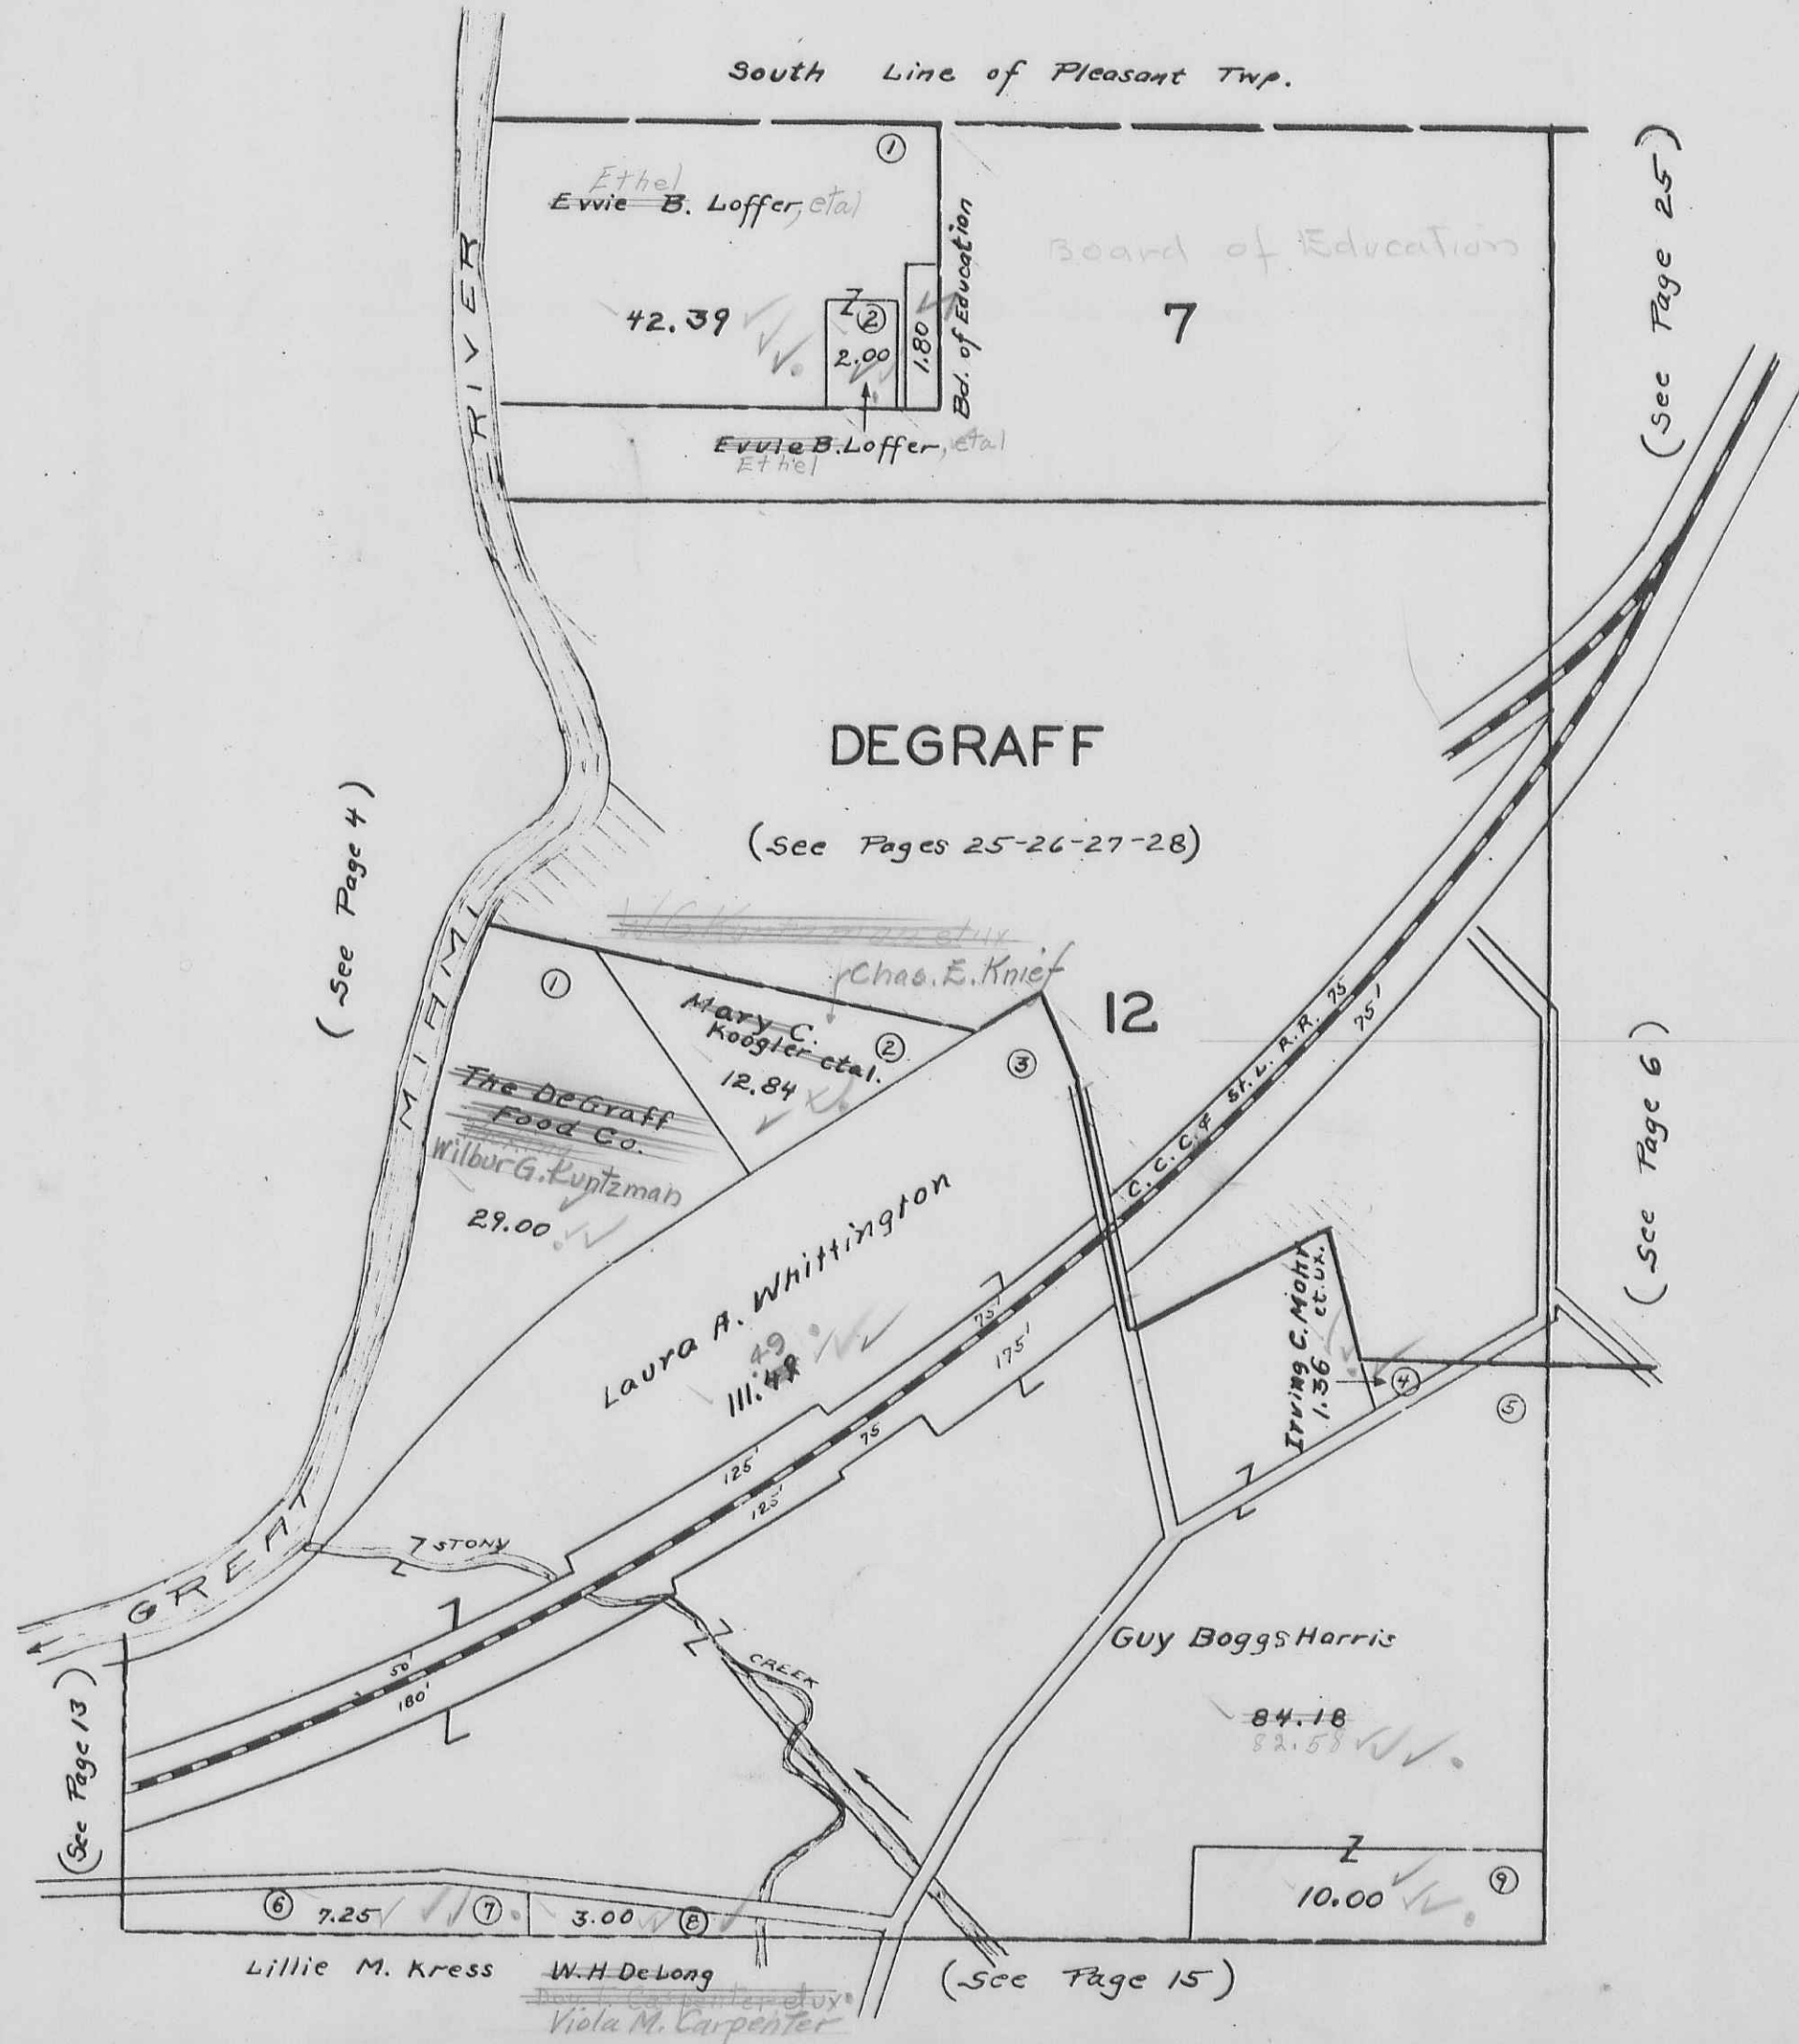 South Line of Pleasant Twp.
(See Page 25)
①
Ethel
Evvie B. Loffer, etal
Bd. of Education
Board of Education
42.39
②
2.00
1.80
7
Evvie B. Loffer, etal
Ethel
RIVER
DEGRAFF
(See Pages 25-26-27-28)
(See Page 4)
W.G. Kuntzman et ux
Chas. E. Knief
12
MIAMI
①
Mary C.
Koogler etal.
②
12.84
③
The DeGraff
Food Co.
Wilbur G. Kuntzman
29.00
C. C. C. & St. L. R.R.
75
75'
(See Page 6)
Laura A. Whittington
49
111.48
75'
175'
Irving C. Mohr
et. ux.
1.36
④
⑤
125'
75
125'
GREAT
STONY
CREEK
50'
180'
(See Page 13)
Guy Boggs Harris
84.18
82.58
10.00
⑨
⑥
7.25
⑦
3.00
⑧
Lillie M. Kress
W.H DeLong
Carpenter et ux.
Viola M. Carpenter
(See Page 15)